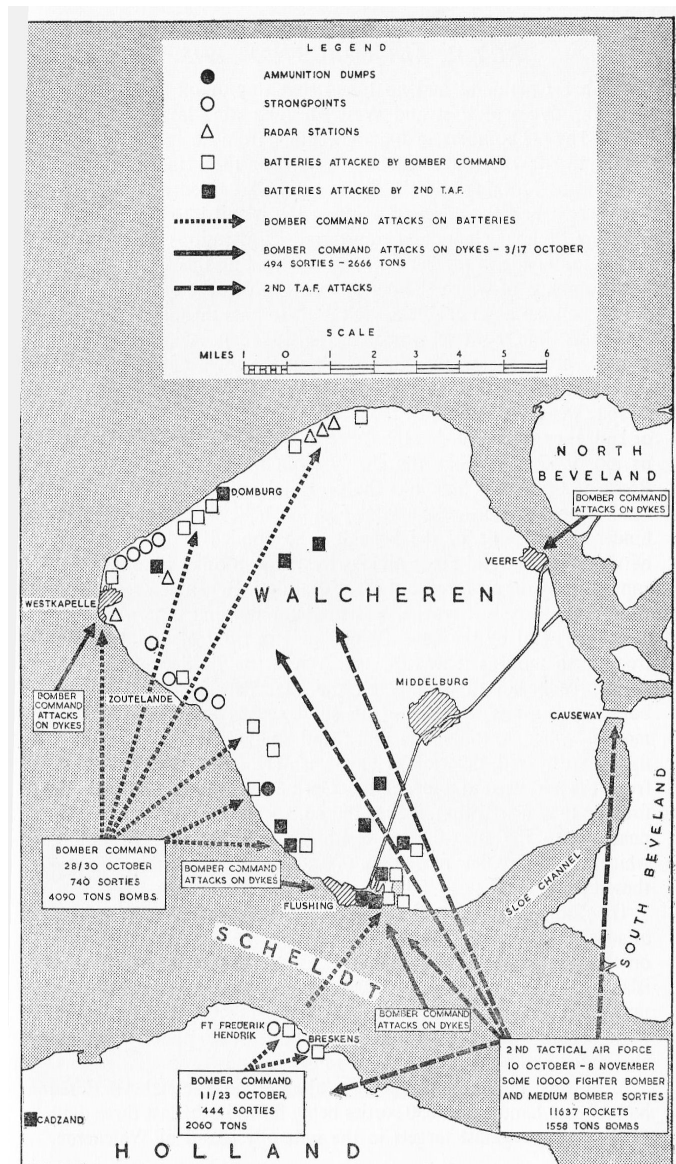 LEGEND
AMMUNITION DUMPS
STRONGPOINTS
RADAR STATIONS
BATTERIES ATTACKED BY BOMBER COMMAND
BATTERIES ATTACKED BY 2ND T.A.F.
BOMBER COMMAND ATTACKS ON BATTERIES
BOMBER COMMAND ATTACKS ON DYKES – 3/17 OCTOBER
494 SORTIES – 2666 TONS
2ND T.A.F. ATTACKS
SCALE
MILES 1 0 1 2 3 4 5 6
NORTH
BEVELAND
BOMBER COMMAND
ATTACKS ON DYKES
DOMBURG
VEERE
WALCHEREN
WESTKAPELLE
MIDDELBURG
BOMBER
COMMAND
ATTACKS
ON DYKES
ZOUTELANDE
CAUSEWAY
BOMBER COMMAND
28/30 OCTOBER
740 SORTIES
4090 TONS BOMBS
BOMBER COMMAND
ATTACKS ON DYKES
FLUSHING
SLOE CHANNEL
SOUTH BEVELAND
SCHELDT
BOMBER COMMAND
ATTACKS ON DYKES
FT FREDERIK
HENDRIK
BRESKENS
BOMBER COMMAND
11/23 OCTOBER
444 SORTIES
2060 TONS
2ND TACTICAL AIR FORCE
10 OCTOBER – 8 NOVEMBER
SOME 10000 FIGHTER BOMBER
AND MEDIUM BOMBER SORTIES
11637 ROCKETS
1558 TONS BOMBS
CADZAND
HOLLAND